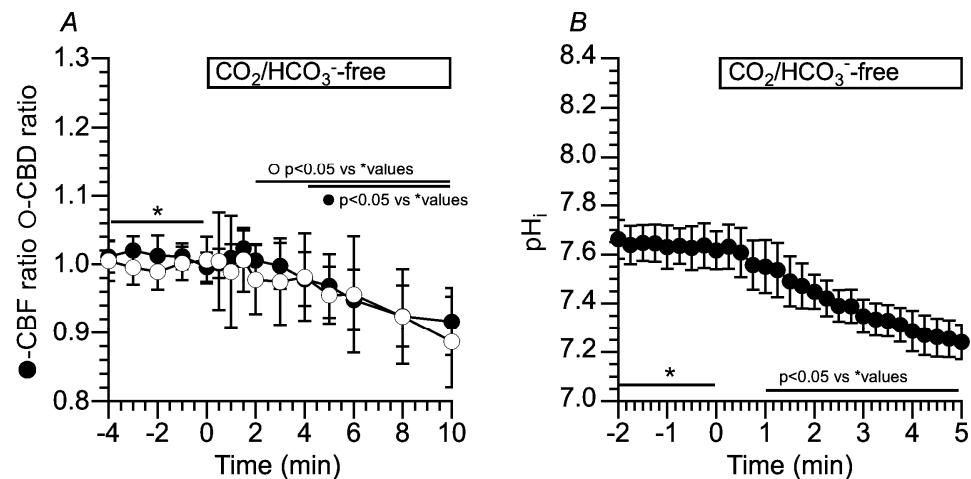 A
●-CBF ratio O-CBD ratio
1.3
1.2
1.1
1.0
0.9
0.8
CO₂/HCO₃⁻-free
O p<0.05 vs *values
● p<0.05 vs *values
*
-4 -2 0 2 4 6 8 10
Time (min)
B
pHᵢ
8.4
8.2
8.0
7.8
7.6
7.4
7.2
7.0
CO₂/HCO₃⁻-free
*
p<0.05 vs *values
-2 -1 0 1 2 3 4 5
Time (min)